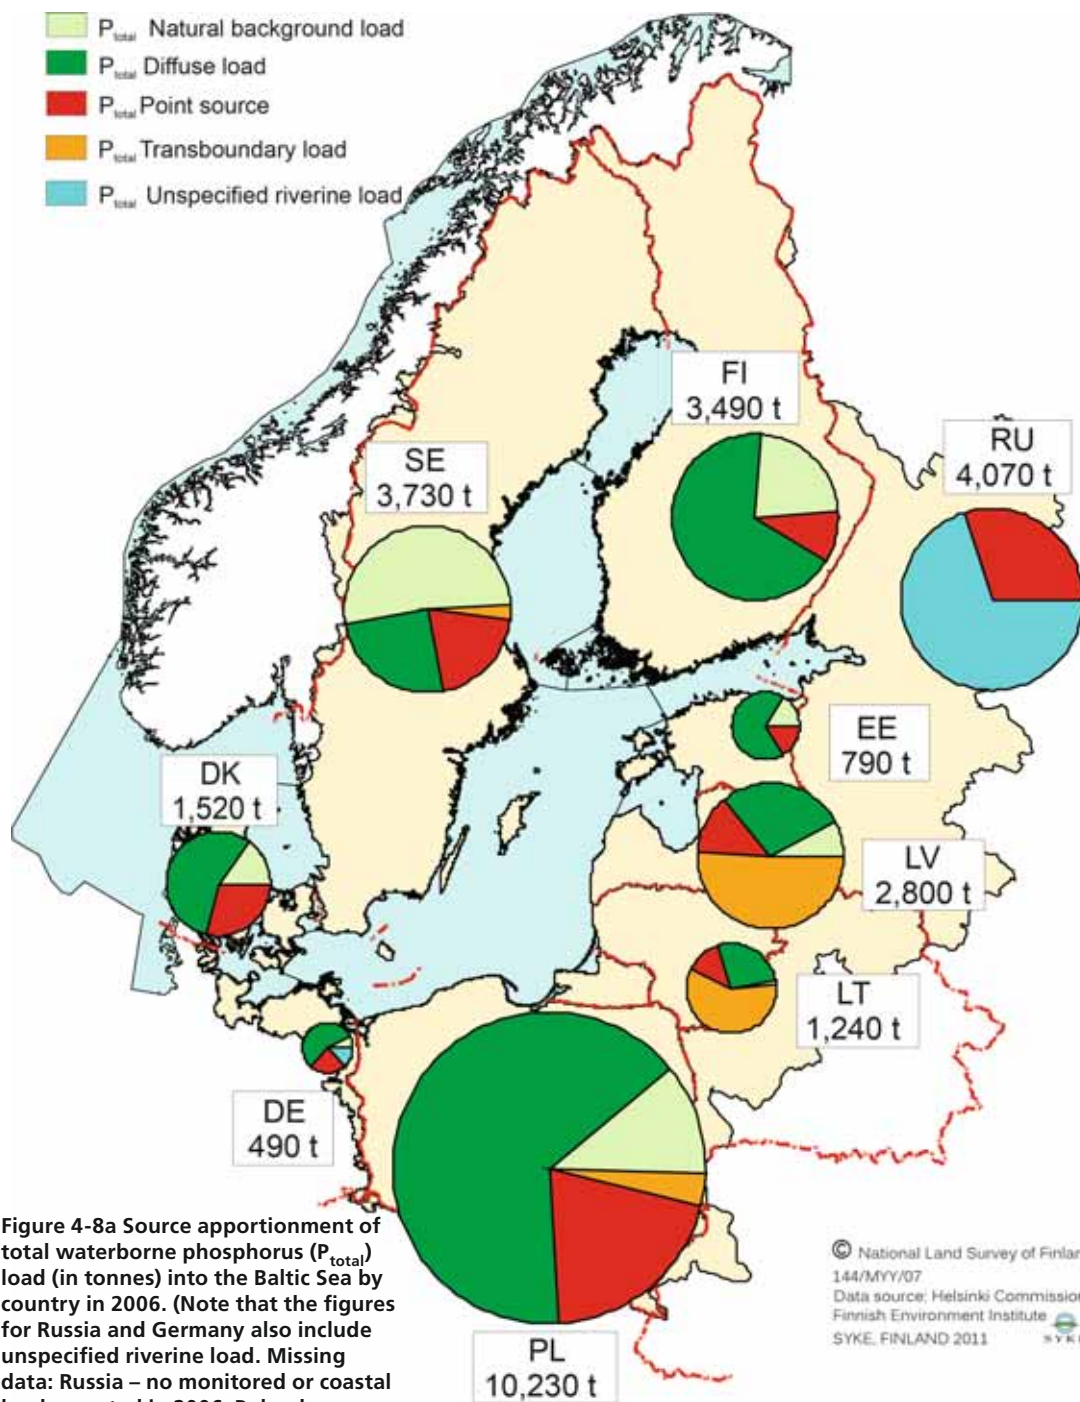 Ptotal Natural background load
Ptotal Diffuse load
Ptotal Point source
Ptotal Transboundary load
Ptotal Unspecified riverine load
FI
3,490 t
RU
4,070 t
SE
3,730 t
EE
790 t
DK
1,520 t
LV
2,800 t
LT
1,240 t
DE
490 t
PL
10,230 t
Figure 4-8a Source apportionment of
total waterborne phosphorus (Ptotal)
load (in tonnes) into the Baltic Sea by
country in 2006. (Note that the figures
for Russia and Germany also include
unspecified riverine load. Missing
data: Russia – no monitored or coastal
© National Land Survey of Finlan
144/MYY/07
Data source: Helsinki Commission
Finnish Environment Institute
SYKE, FINLAND 2011
SYKE